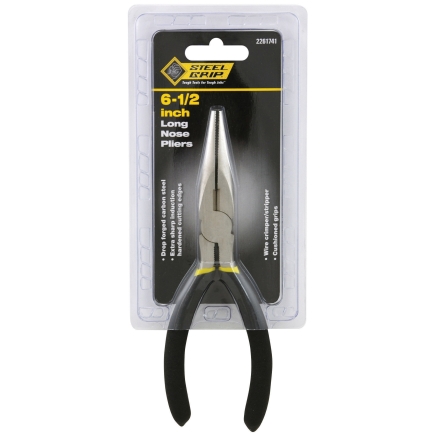 2261741
STEEL
GRIP
Tough Tools For Tough Jobs™
6-1/2
inch
Long
Nose
Pliers
• Drop forged carbon steel
• Extra sharp induction
hardened cutting edges
• Wire crimper/stripper
• Cushioned grips